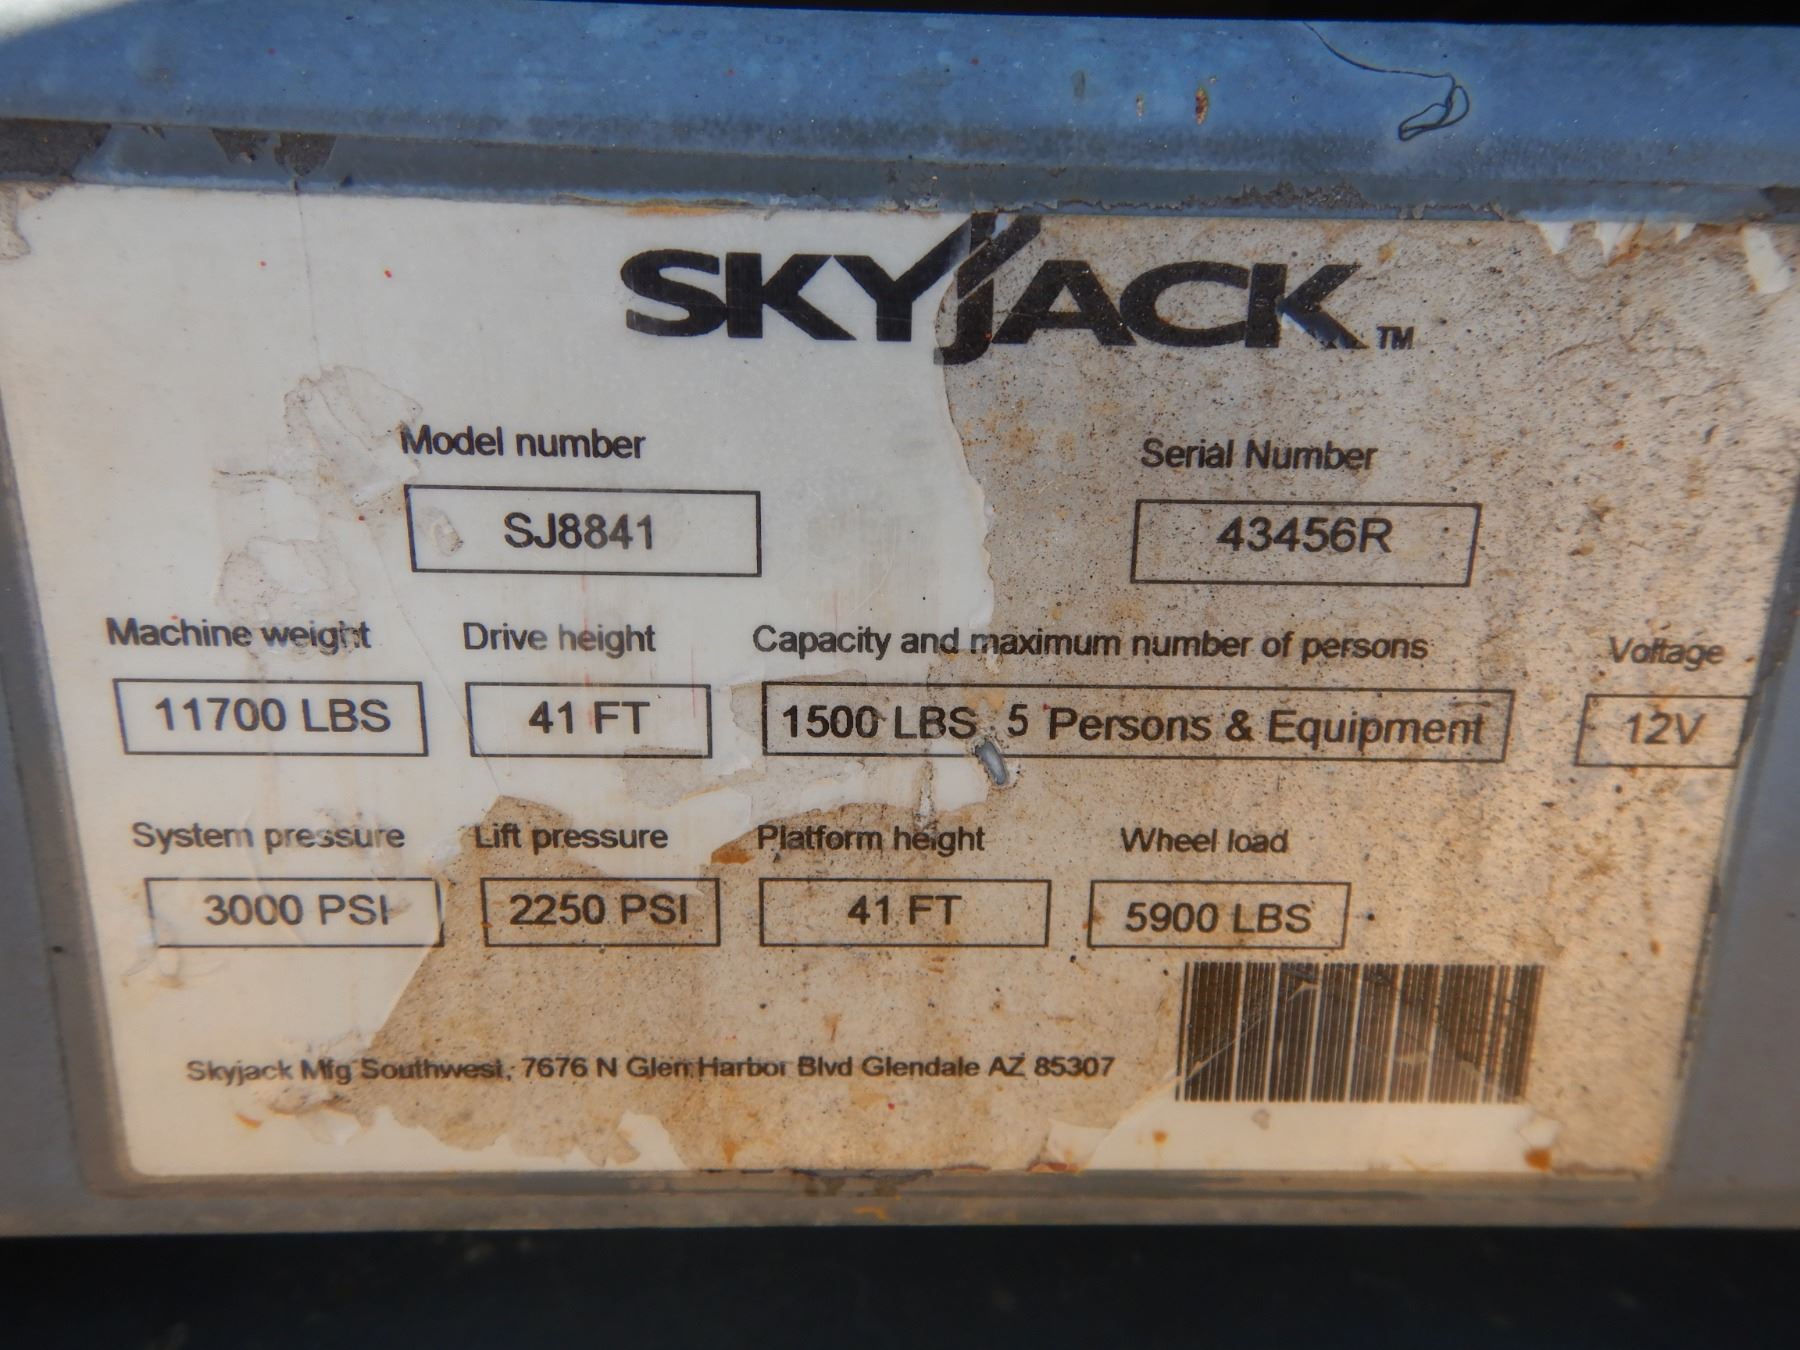 SKYJACK™
Model number Serial Number
SJ8841 43456R
Machine weight Drive height Capacity and maximum number of persons Voltage
11700 LBS 41 FT 1500 LBS 5 Persons & Equipment 12V
System pressure Lift pressure Platform height Wheel load
3000 PSI 2250 PSI 41 FT 5900 LBS
Skyjack Mfg Southwest, 7676 N Glen Harbor Blvd Glendale AZ 85307